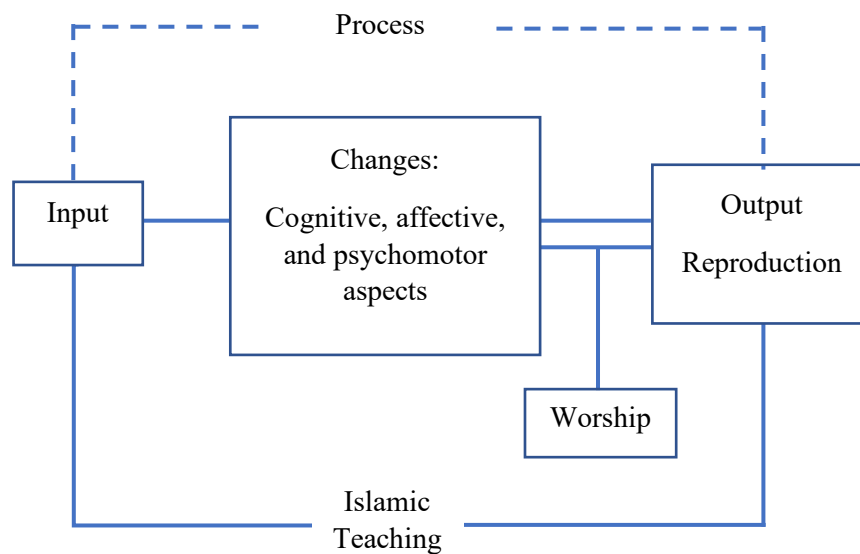 Process
Input
Changes:
Cognitive, affective,
and psychomotor
aspects
Output
Reproduction
Worship
Islamic
Teaching